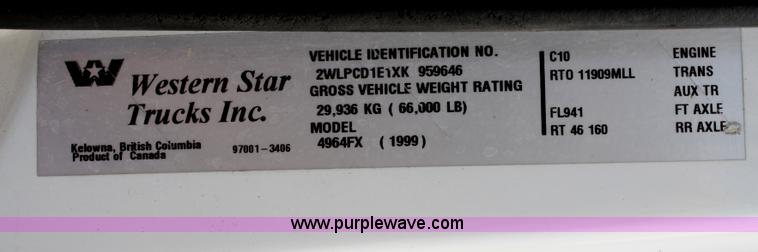 Western Star
Trucks Inc.
Kelowna, British Columbia
Product of Canada
97001-3406
VEHICLE IDENTIFICATION NO.
2WLPCD1E1XK 959646
GROSS VEHICLE WEIGHT RATING
29,936 KG ( 66,000 LB)
MODEL
4964FX ( 1999 )
C10 ENGINE
RTO 11909MLL TRANS
AUX TR
FL941 FT AXLE
RT 46 160 RR AXLE
www.purplewave.com